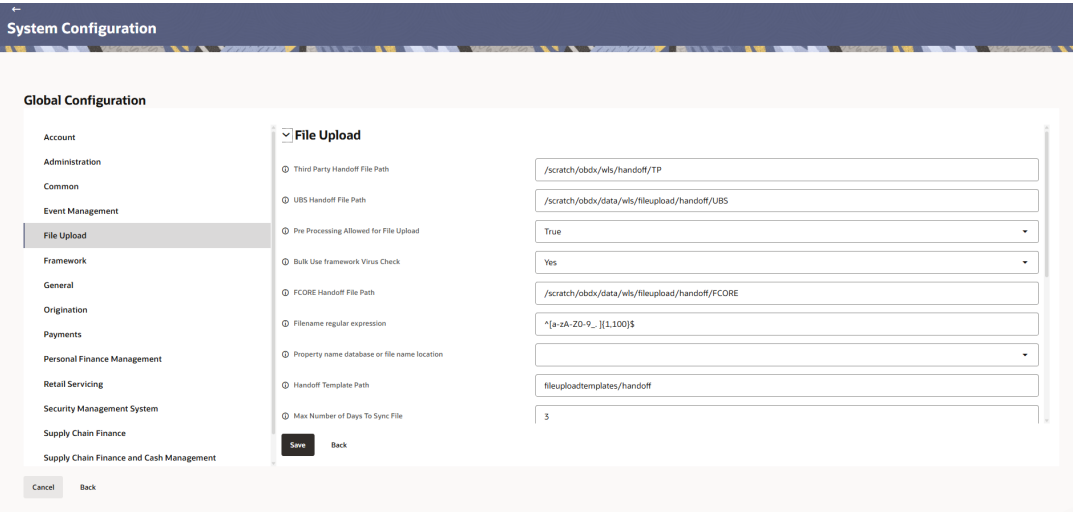 ←
System Configuration
Global Configuration
Account
Administration
Common
Event Management
File Upload
Framework
General
Origination
Payments
Personal Finance Management
Retail Servicing
Security Management System
Supply Chain Finance
Supply Chain Finance and Cash Management
File Upload
Third Party Handoff File Path
/scratch/obdx/wls/handoff/TP
UBS Handoff File Path
/scratch/obdx/data/wls/fileupload/handoff/UBS
Pre Processing Allowed for File Upload
True
Bulk Use framework Virus Check
Yes
FCORE Handoff File Path
/scratch/obdx/data/wls/fileupload/handoff/FCORE
Filename regular expression
^[a-zA-Z0-9_. ]{1,100}$
Property name database or file name location
Handoff Template Path
fileuploadtemplates/handoff
Max Number of Days To Sync File
3
Save Back
Cancel Back